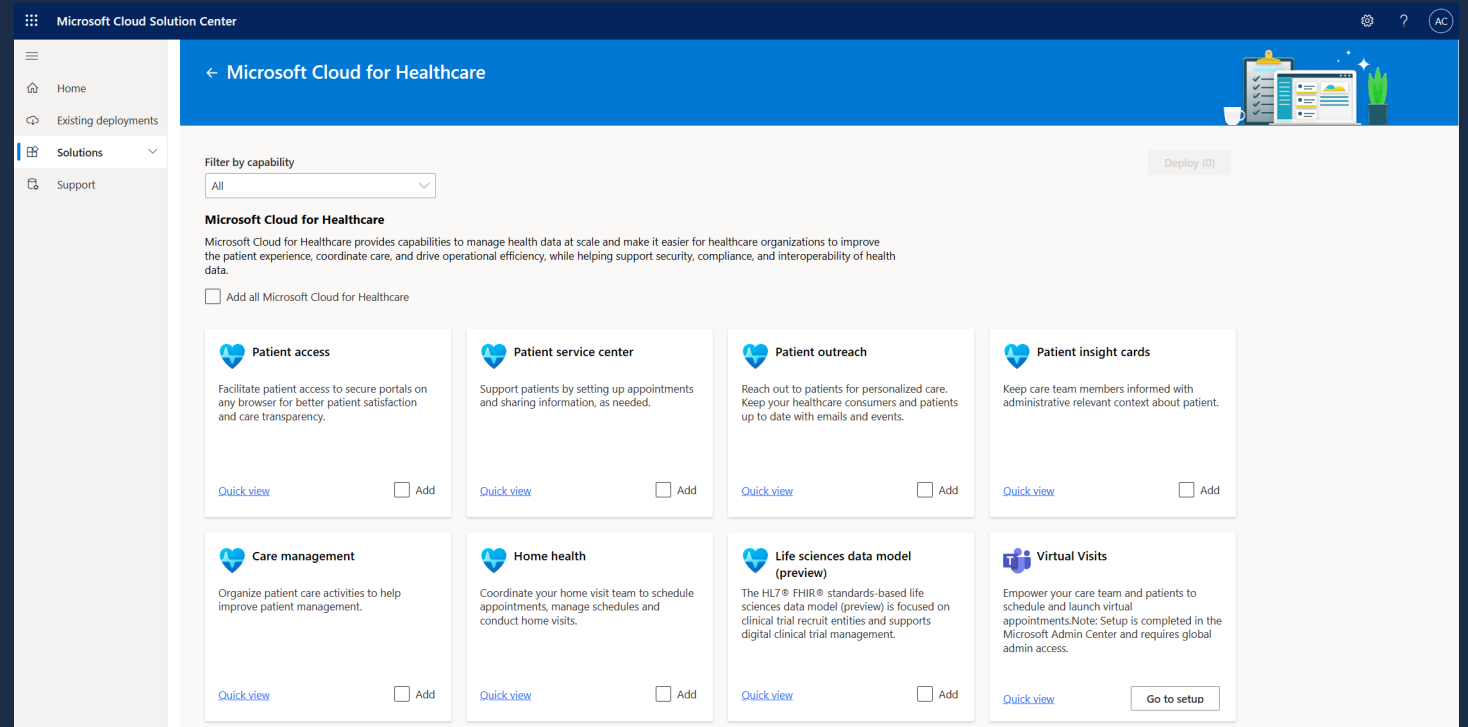 Microsoft Cloud Solution Center
?
AC
Home
Existing deployments
Solutions
Support
Microsoft Cloud for Healthcare
Filter by capability
Deploy (0)
All
Microsoft Cloud for Healthcare
Microsoft Cloud for Healthcare provides capabilities to manage health data at scale and make it easier for healthcare organizations to improve
the patient experience, coordinate care, and drive operational efficiency, while helping support security, compliance, and interoperability of health
data.
Add all Microsoft Cloud for Healthcare
Patient access
Facilitate patient access to secure portals on
any browser for better patient satisfaction
and care transparency.
Quick view
Add
Patient service center
Support patients by setting up appointments
and sharing information, as needed.
Quick view
Add
Patient outreach
Reach out to patients for personalized care.
Keep your healthcare consumers and patients
up to date with emails and events.
Quick view
Add
Patient insight cards
Keep care team members informed with
administrative relevant context about patient.
Quick view
Add
Care management
Organize patient care activities to help
improve patient management.
Quick view
Add
Home health
Coordinate your home visit team to schedule
appointments, manage schedules and
conduct home visits.
Quick view
Add
Life sciences data model
(preview)
The HL7® FHIR® standards-based life
sciences data model (preview) is focused on
clinical trial recruit entities and supports
digital clinical trial management.
Quick view
Add
T
Virtual Visits
Empower your care team and patients to
schedule and launch virtual
appointments.Note: Setup is completed in the
Microsoft Admin Center and requires global
admin access.
Quick view
Go to setup